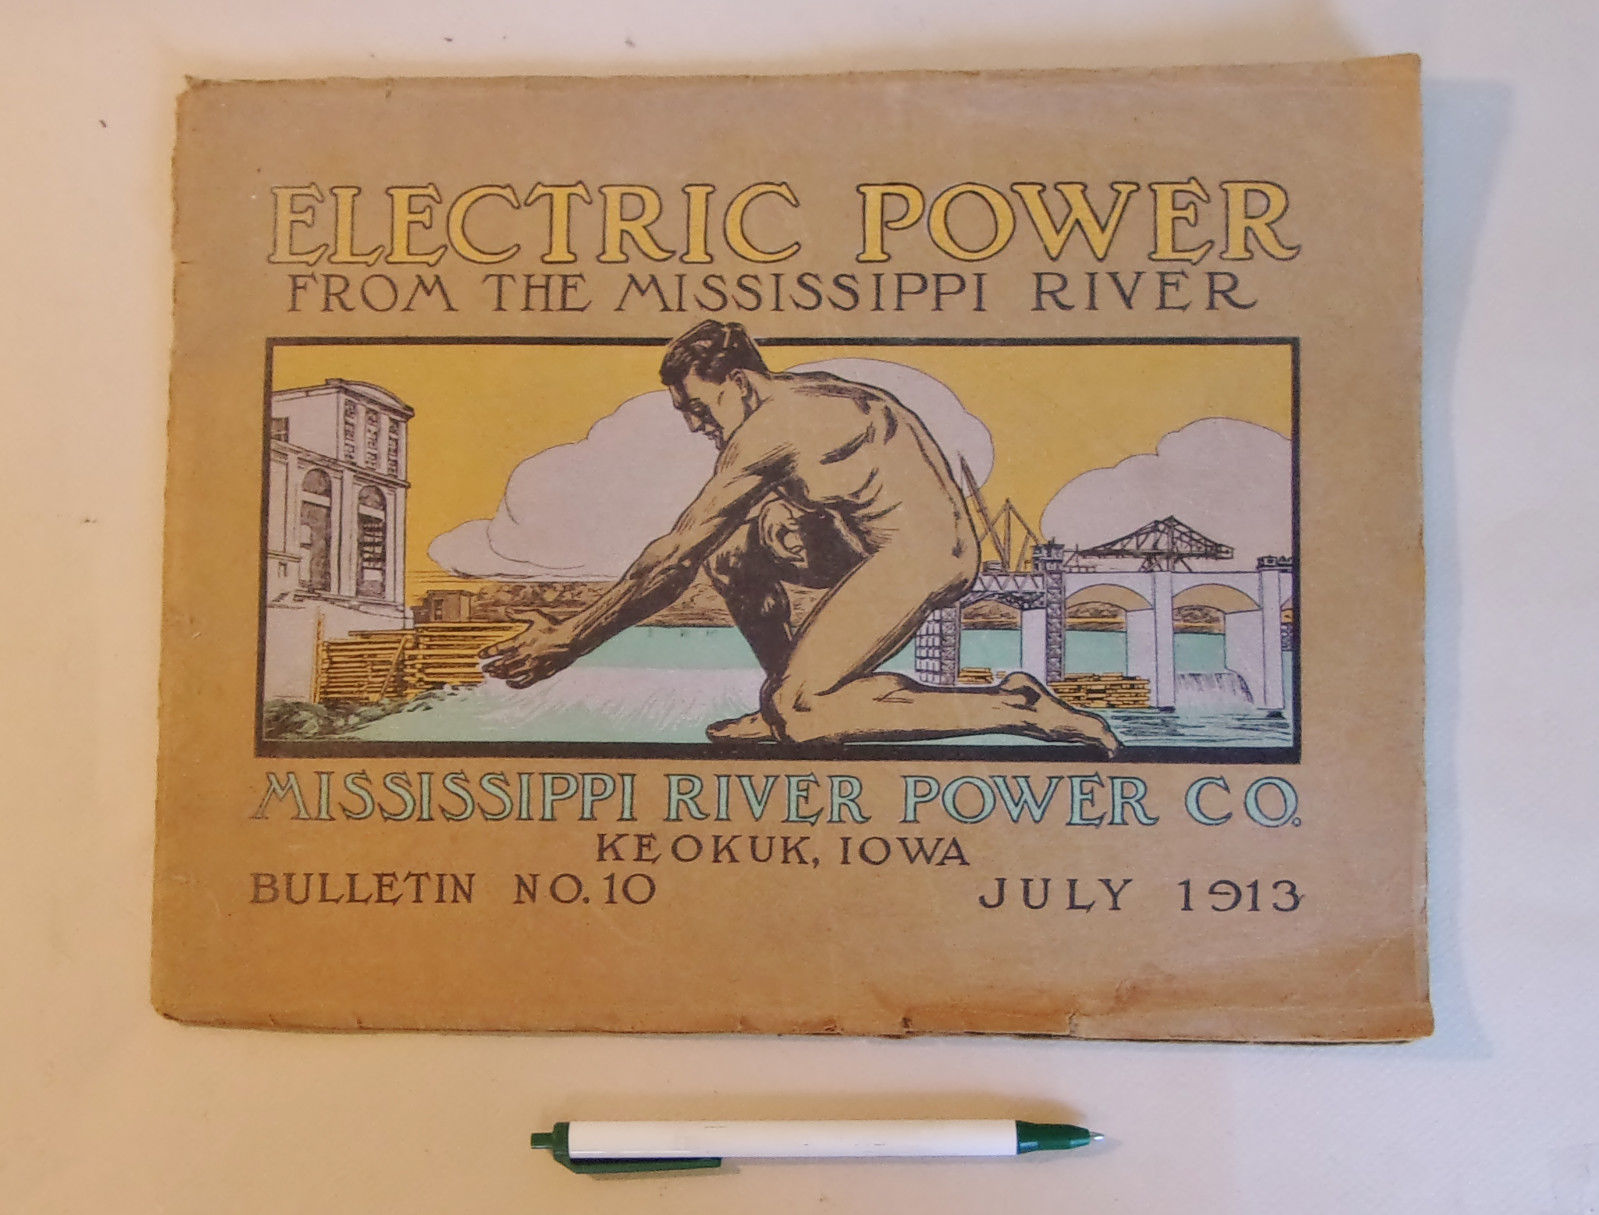 ELECTRIC POWER
FROM THE MISSISSIPPI RIVER
MISSISSIPPI RIVER POWER CO.
KEOKUK, IOWA
BULLETIN NO. 10 JULY 1913